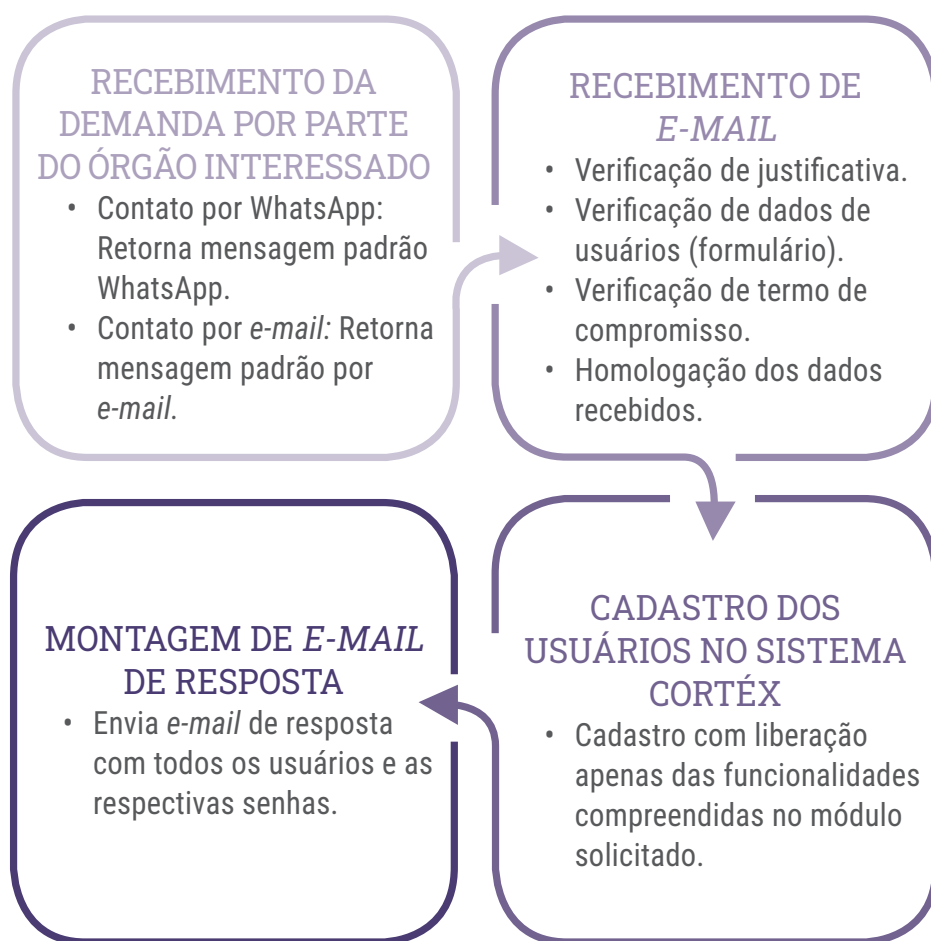 RECEBIMENTO DA
DEMANDA POR PARTE
DO ÓRGÃO INTERESSADO
• Contato por WhatsApp:
Retorna mensagem padrão
WhatsApp.
• Contato por e-mail: Retorna
mensagem padrão por
e-mail.
RECEBIMENTO DE
E-MAIL
• Verificação de justificativa.
• Verificação de dados de
usuários (formulário).
• Verificação de termo de
compromisso.
• Homologação dos dados
recebidos.
CADASTRO DOS
USUÁRIOS NO SISTEMA
CORTÉX
• Cadastro com liberação
apenas das funcionalidades
compreendidas no módulo
solicitado.
MONTAGEM DE E-MAIL
DE RESPOSTA
• Envia e-mail de resposta
com todos os usuários e as
respectivas senhas.